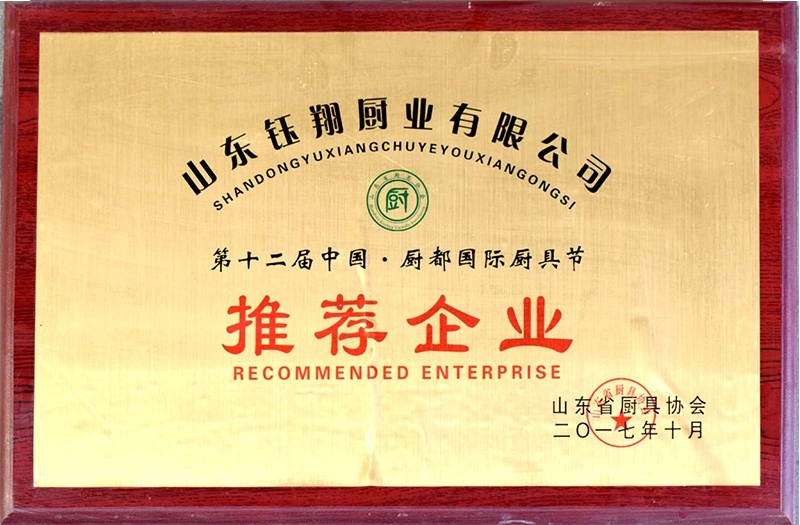 山东钰翔厨业有限公司
SHANDONGYUXIANGCHUYEYOUXIANGONGSI
厨
第十二届中国·厨都国际厨具节
推荐企业
RECOMMENDED ENTERPRISE
山东省厨具协会
二〇一七年十月